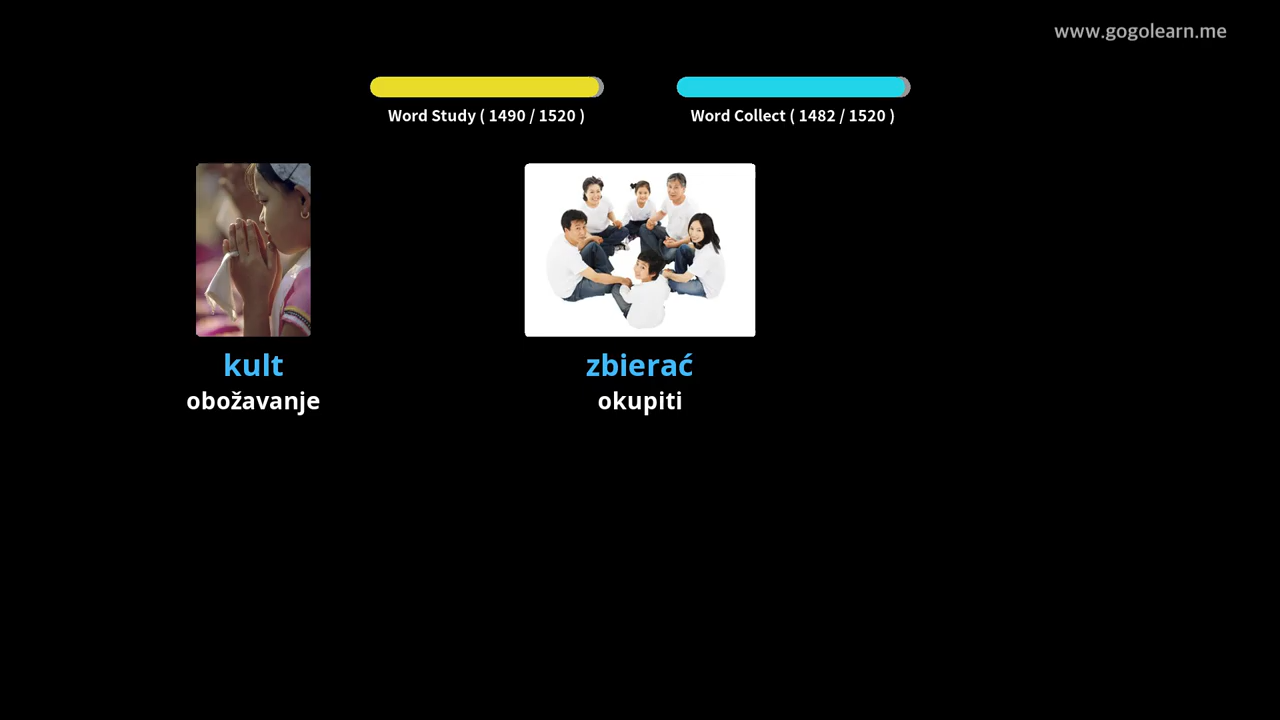 www.gogolearn.me
Word Study ( 1490 / 1520 )
Word Collect ( 1482 / 1520 )
kult
obožavanje
zbierać
okupiti